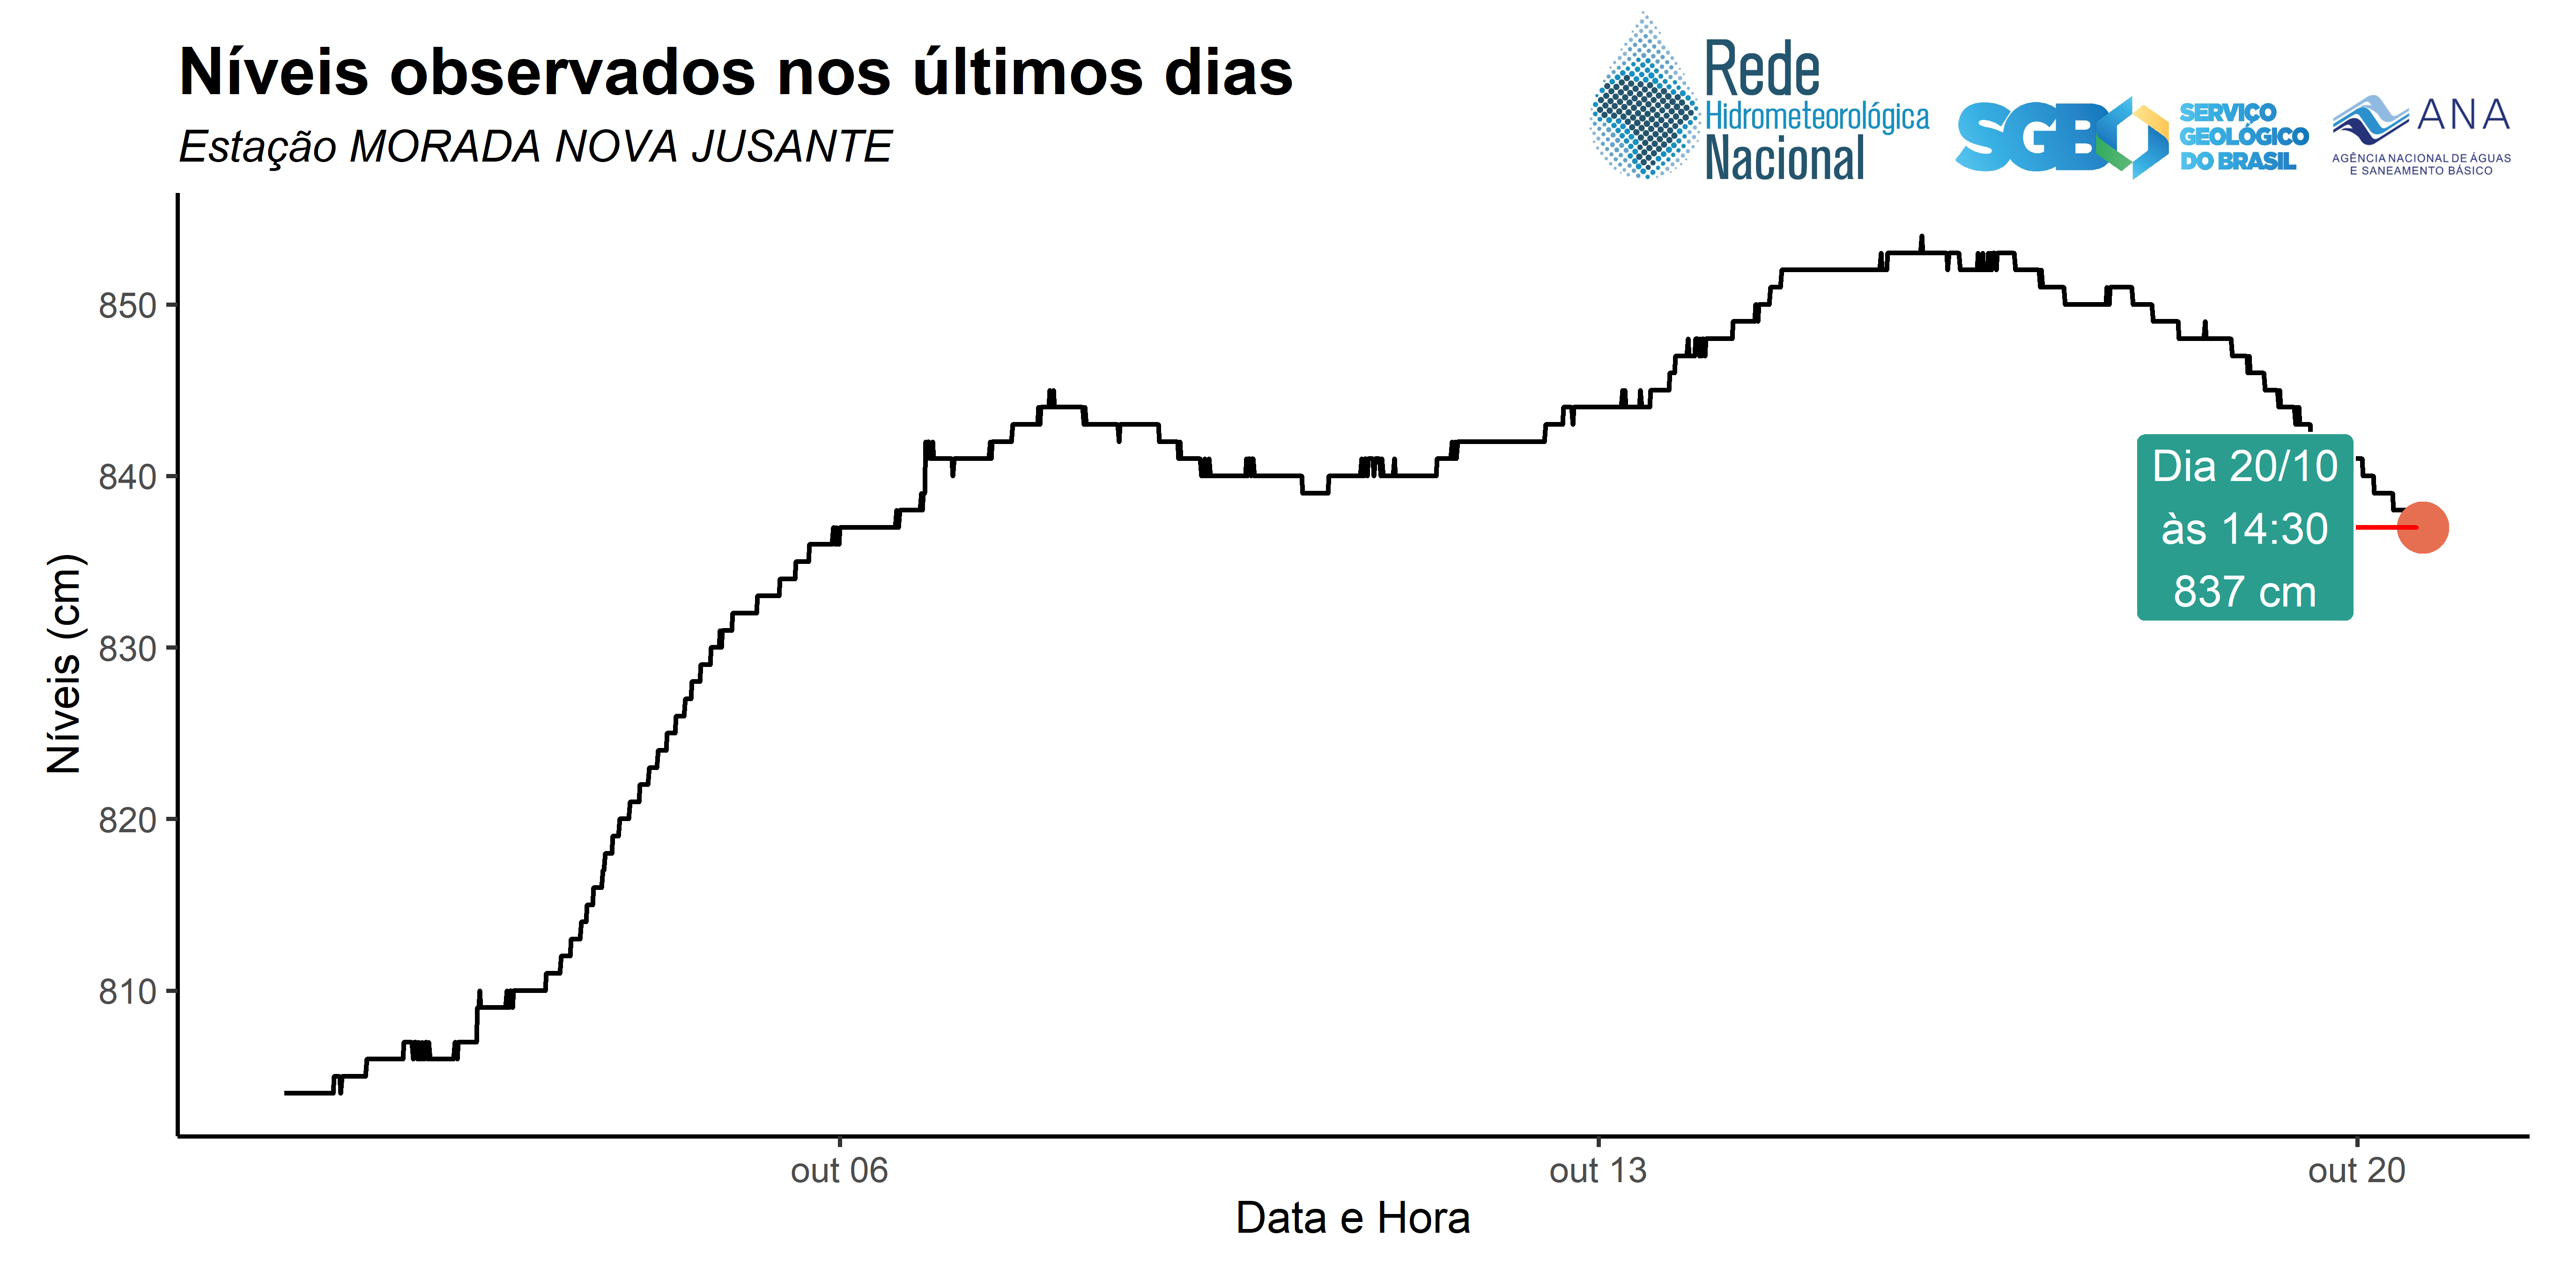 Níveis observados nos últimos dias
Estação MORADA NOVA JUSANTE
Rede
Hidrometeorológica
Nacional
SGB
SERVIÇO
GEOLÓGICO
DO BRASIL
ANA
AGÊNCIA NACIONAL DE ÁGUAS
E SANEAMENTO BÁSICO
Níveis (cm)
850
840
830
820
810
Dia 20/10
às 14:30
837 cm
out 06
out 13
out 20
Data e Hora